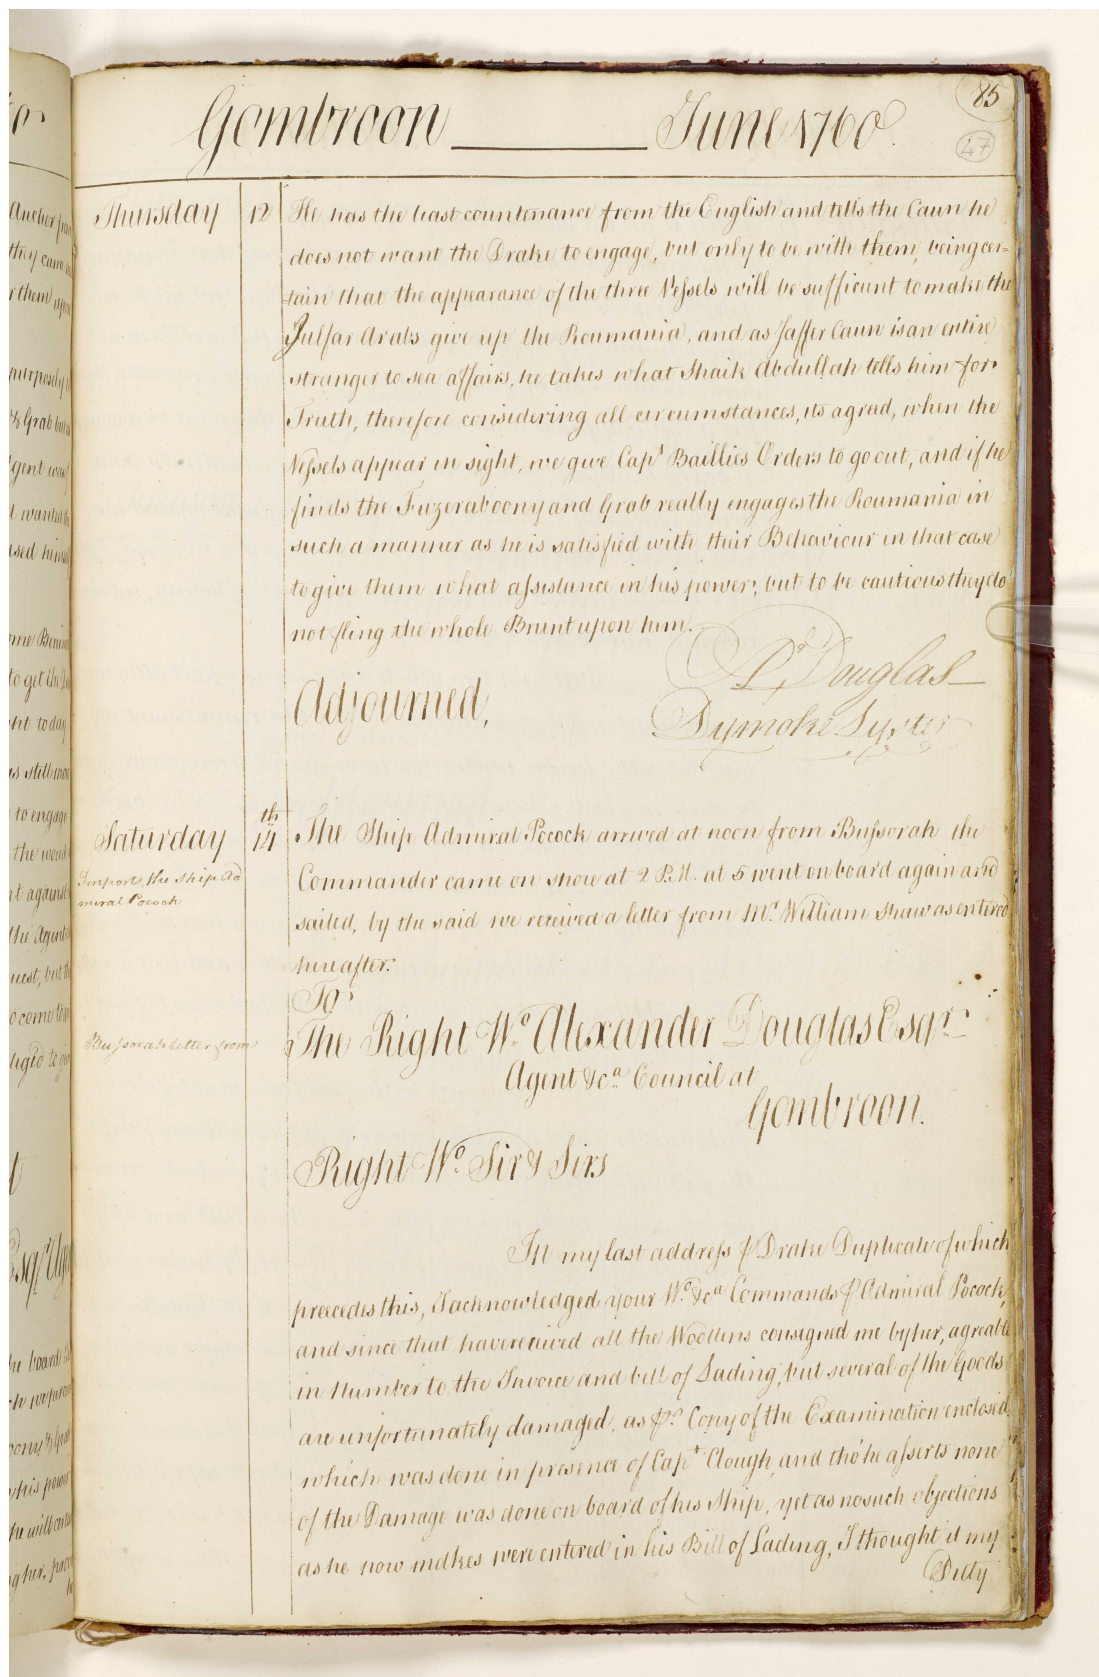 85
47
Gombroon June 1760.
Thursday 12 He has the least countenance from the English and tells the Caun he
does not want the Drake to engage, but only to be with them, being cer=
tain that the appearance of the three Vessels will be sufficient to make the
Julfar Arabs give up the Roumania, and as Jaffer Caun is an entire
stranger to sea affairs, he takes what Shaik Abdullah tells him for
Truth, therefore considering all circumstances, its agred, when the
Vessels appear in sight, we give Capt Baillie's Orders to go out, and if he
finds the Fuzeraboony and Grab really engages the Roumania in
such a manner as he is satisfied with their Behaviour in that case
to give them what assistance in his power, but to be cautious they do
not fling the whole Brunt upon him.
Ar Douglas
Adjourned,
Dymoke Lyster
Saturday 14th The Ship Admiral Pocock arrived at noon from Bussorah the
Imports, the Ship Ad
miral Pocock
Commander came on shore at 2 P.M. at 5 went on board again and
sailed, by the said we received a letter from Mr. William Shaw as entered
hereafter.
To
Bussorah letter from
The Right Wo. Alexander Douglas Esqr.
Agent &ca. Council at
Gombroon.
Right Wo. Sir & Sirs
In my last address ⅌ Drake Duplicate of which
precedes this, I acknowledged your Wo. &ca Commands ⅌ Admiral Pocock,
and since that have received all the Woollens consigned me by her, agreable
in Number to the Invoice and bill of Lading, but several of the Goods
are unfortunately damaged, as ⅌r. Copy of the Examination enclosed,
which was done in presence of Capt Clough, and tho' he asserts none
of the Damage was done on board of his Ship, yet as no such objections
as he now makes were entered in his Bill of Lading, I thought it my
Duty